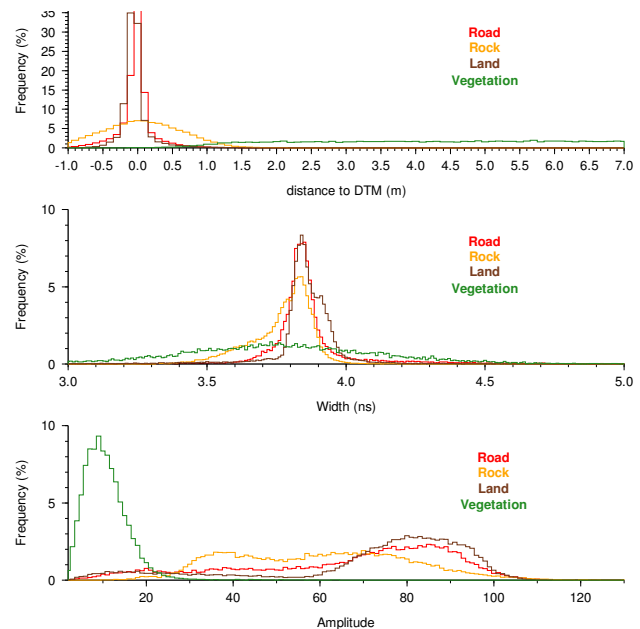 35
30
25
20
15
10
5
0
Frequency (%)
Road
Rock
Land
Vegetation
-1.0 -0.5 0.0 0.5 1.0 1.5 2.0 2.5 3.0 3.5 4.0 4.5 5.0 5.5 6.0 6.5 7.0
distance to DTM (m)
10
5
0
Frequency (%)
Road
Rock
Land
Vegetation
3.0 3.5 4.0 4.5 5.0
Width (ns)
10
5
0
Frequency (%)
Road
Rock
Land
Vegetation
20 40 60 80 100 120
Amplitude